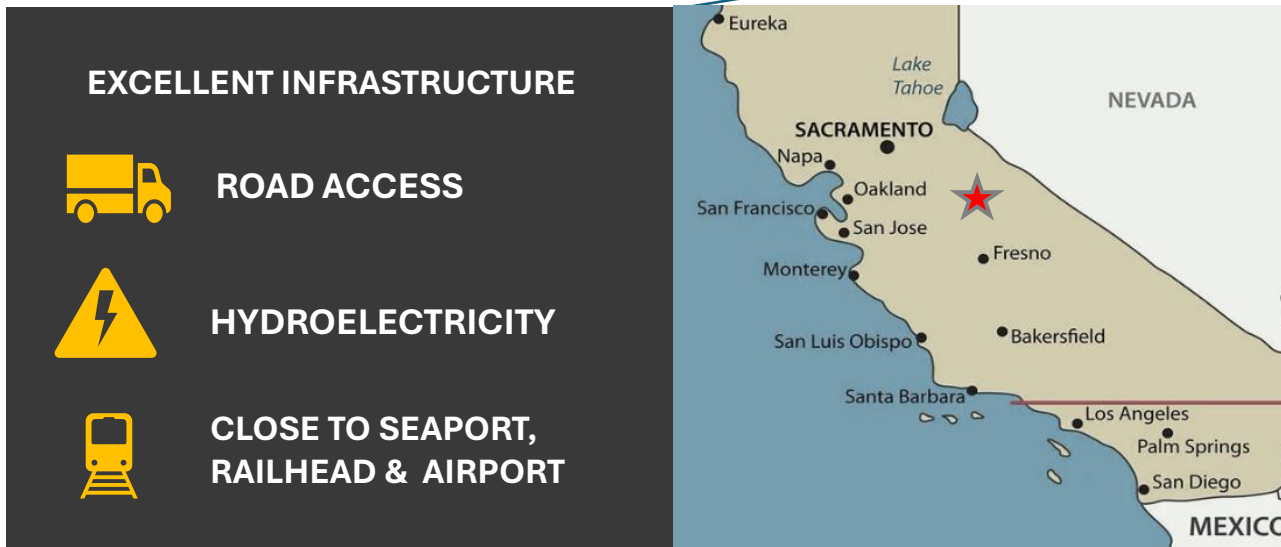 EXCELLENT INFRASTRUCTURE
ROAD ACCESS
HYDROELECTRICITY
CLOSE TO SEAPORT,
RAILHEAD & AIRPORT
Eureka
Lake
Tahoe
NEVADA
SACRAMENTO
Napa
Oakland
San Francisco
San Jose
Fresno
Monterey
San Luis Obispo
Bakersfield
Santa Barbara
Los Angeles
Palm Springs
San Diego
MEXICO